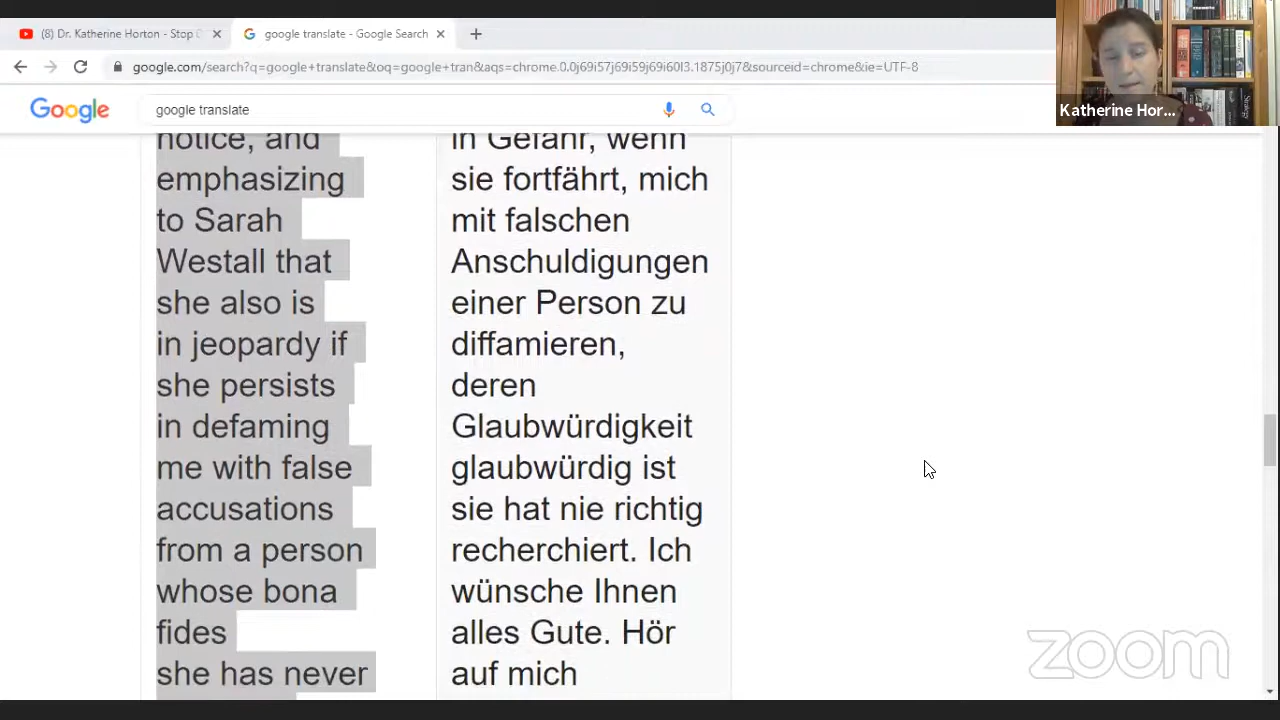 (8) Dr. Katherine Horton - Stop
google translate - Google Search
google.com/search?q=google+translate&oq=google+tran&aqs=chrome.0.0j69i57j69i59j69i60l3.1875j0j7&sourceid=chrome&ie=UTF-8
Katherine Hor...
Google
google translate
notice, and
emphasizing
to Sarah
Westall that
she also is
in jeopardy if
she persists
in defaming
me with false
accusations
from a person
whose bona
fides
she has never
in Gefahr, wenn
sie fortfährt, mich
mit falschen
Anschuldigungen
einer Person zu
diffamieren,
deren
Glaubwürdigkeit
glaubwürdig ist
sie hat nie richtig
recherchiert. Ich
wünsche Ihnen
alles Gute. Hör
auf mich
zoom